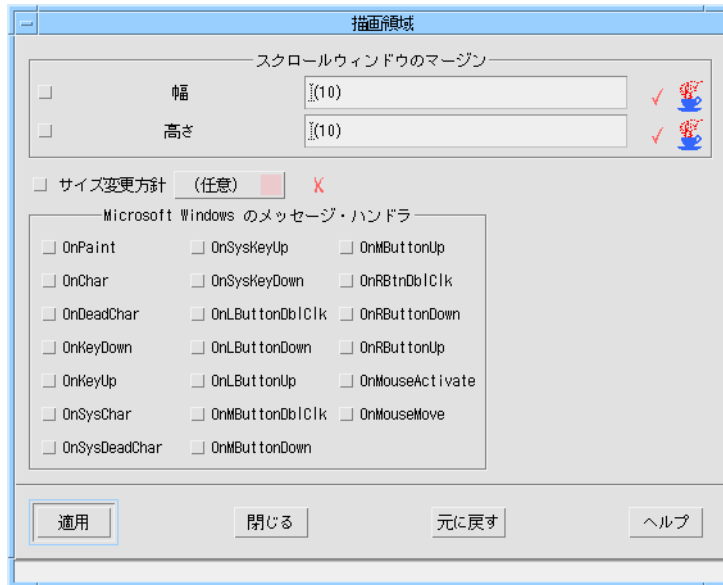 描画領域
スクロールウィンドウのマージン
幅 (10)
高さ (10)
サイズ変更方針 (任意)
Microsoft Windows のメッセージ・ハンドラ
OnPaint OnSysKeyUp OnMButtonUp
OnChar OnSysKeyDown OnRBtnDblClk
OnDeadChar OnLButtonDblClk OnRButtonDown
OnKeyDown OnLButtonDown OnRButtonUp
OnKeyUp OnLButtonUp OnMouseActivate
OnSysChar OnMButtonDblClk OnMouseMove
OnSysDeadChar OnMButtonDown
適用 閉じる 元に戻す ヘルプ